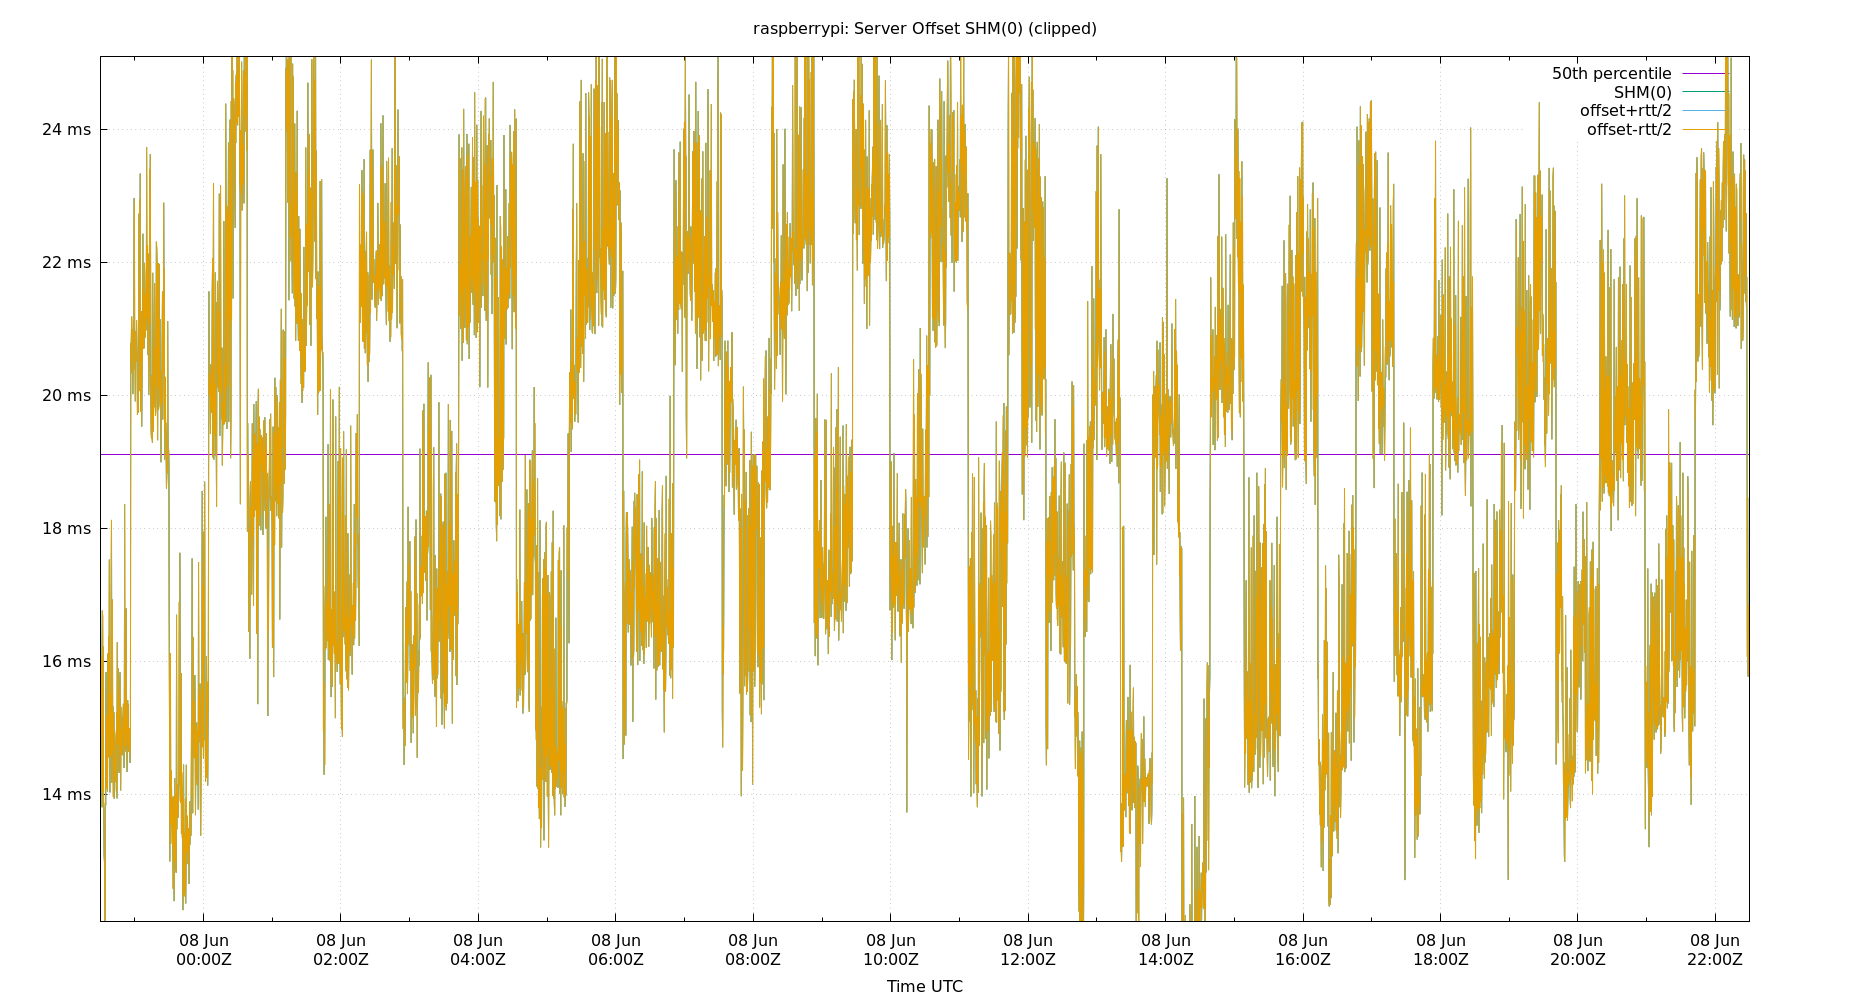 raspberrypi: Server Offset SHM(0) (clipped)
50th percentile
SHM(0)
offset+rtt/2
offset-rtt/2
24 ms
22 ms
20 ms
18 ms
16 ms
14 ms
08 Jun 08 Jun 08 Jun 08 Jun 08 Jun 08 Jun 08 Jun 08 Jun 08 Jun 08 Jun 08 Jun 08 Jun
00:00Z 02:00Z 04:00Z 06:00Z 08:00Z 10:00Z 12:00Z 14:00Z 16:00Z 18:00Z 20:00Z 22:00Z
Time UTC